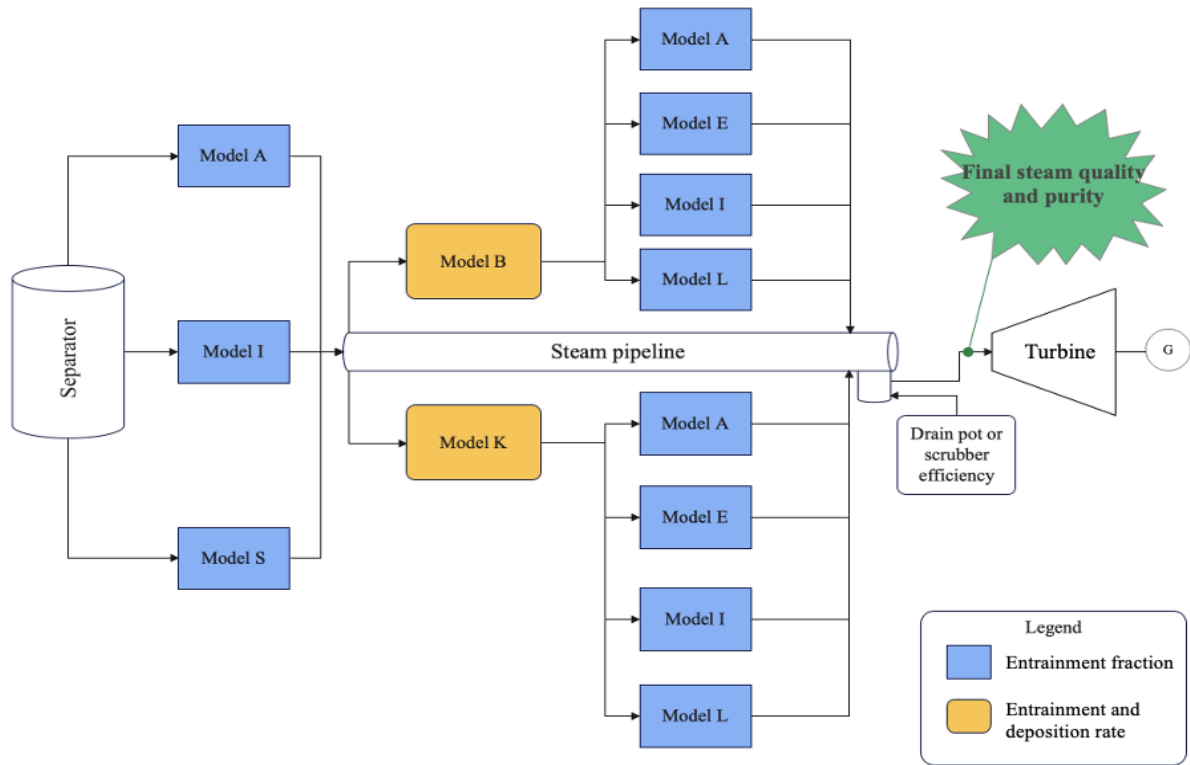 Separator
Model A
Model I
Model S
Model B
Model K
Model A
Model E
Model I
Model L
Steam pipeline
Model A
Model E
Model I
Model L
Final steam quality
and purity
Turbine
G
Drain pot or
scrubber
efficiency
Legend
Entrainment fraction
Entrainment and
deposition rate